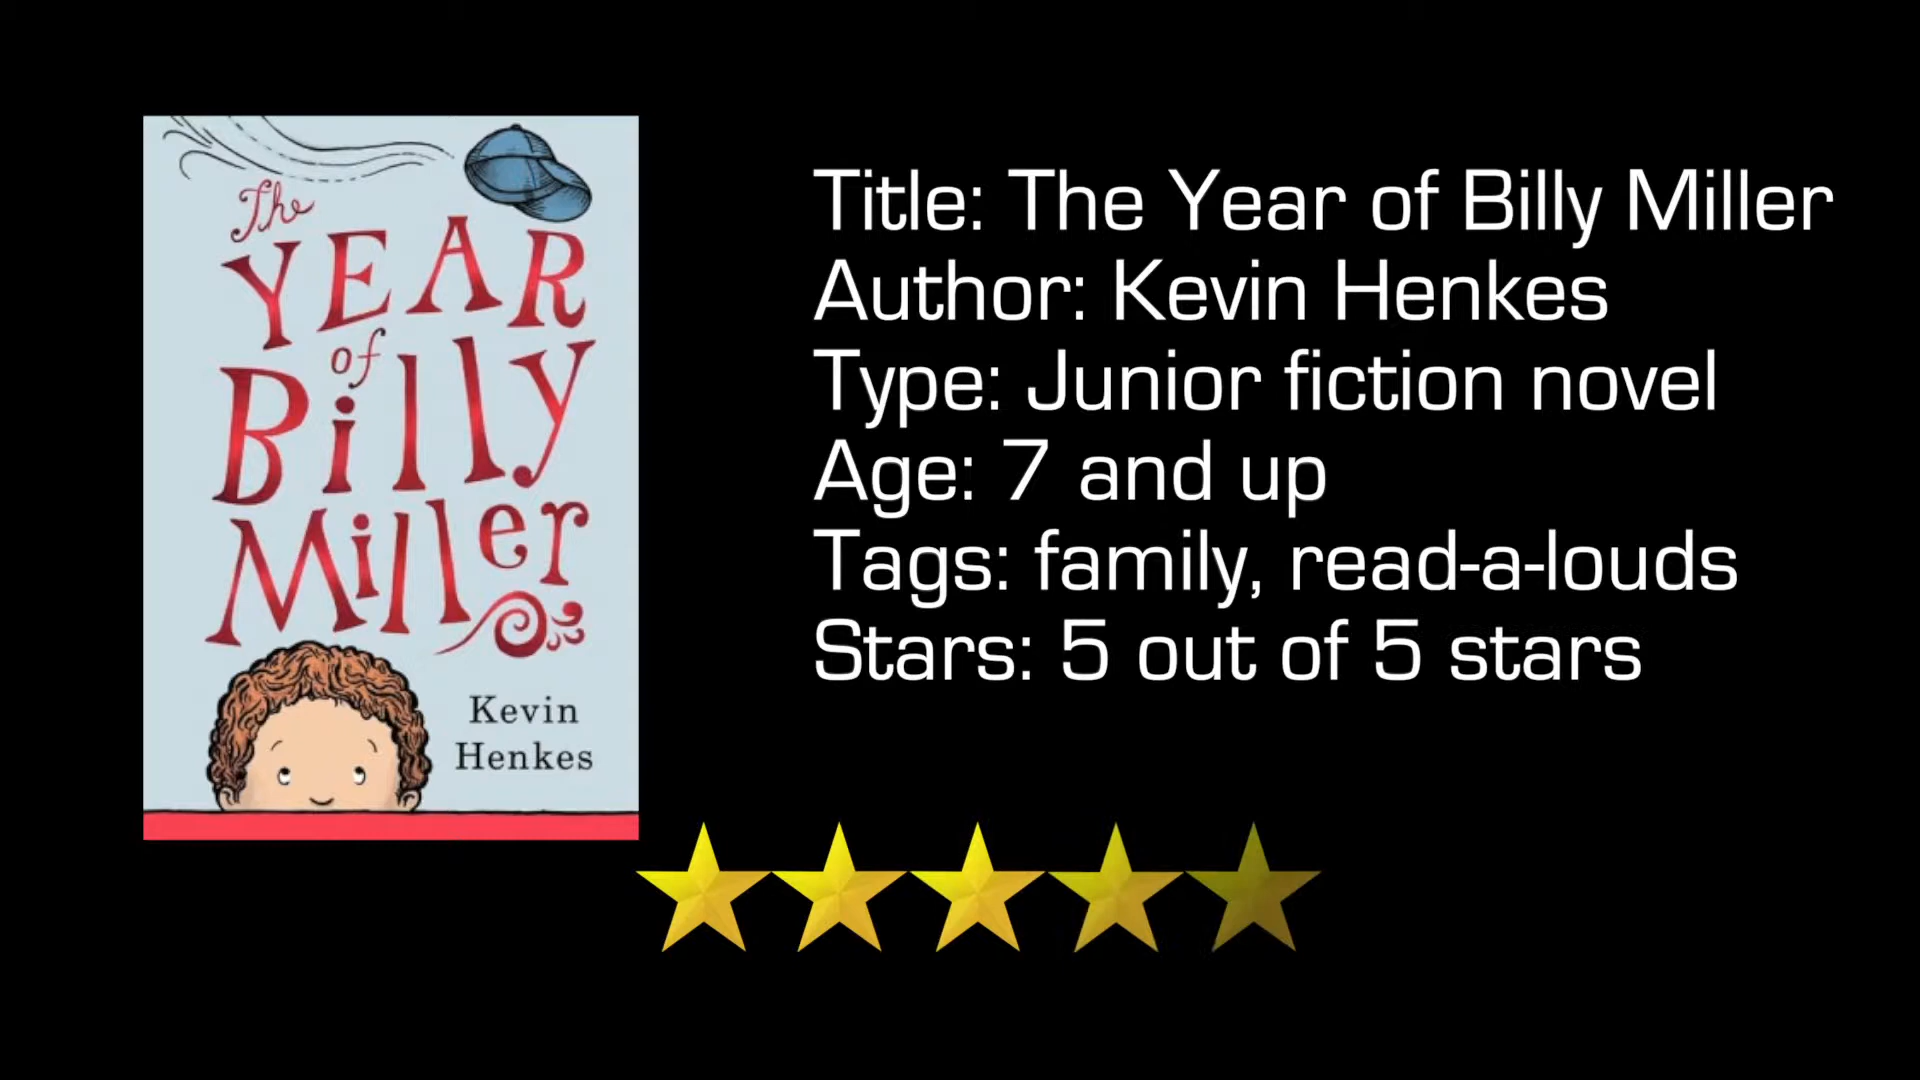 The
YEAR
of
Billy
Miller
Kevin
Henkes
Title: The Year of Billy Miller
Author: Kevin Henkes
Type: Junior fiction novel
Age: 7 and up
Tags: family, read-a-louds
Stars: 5 out of 5 stars